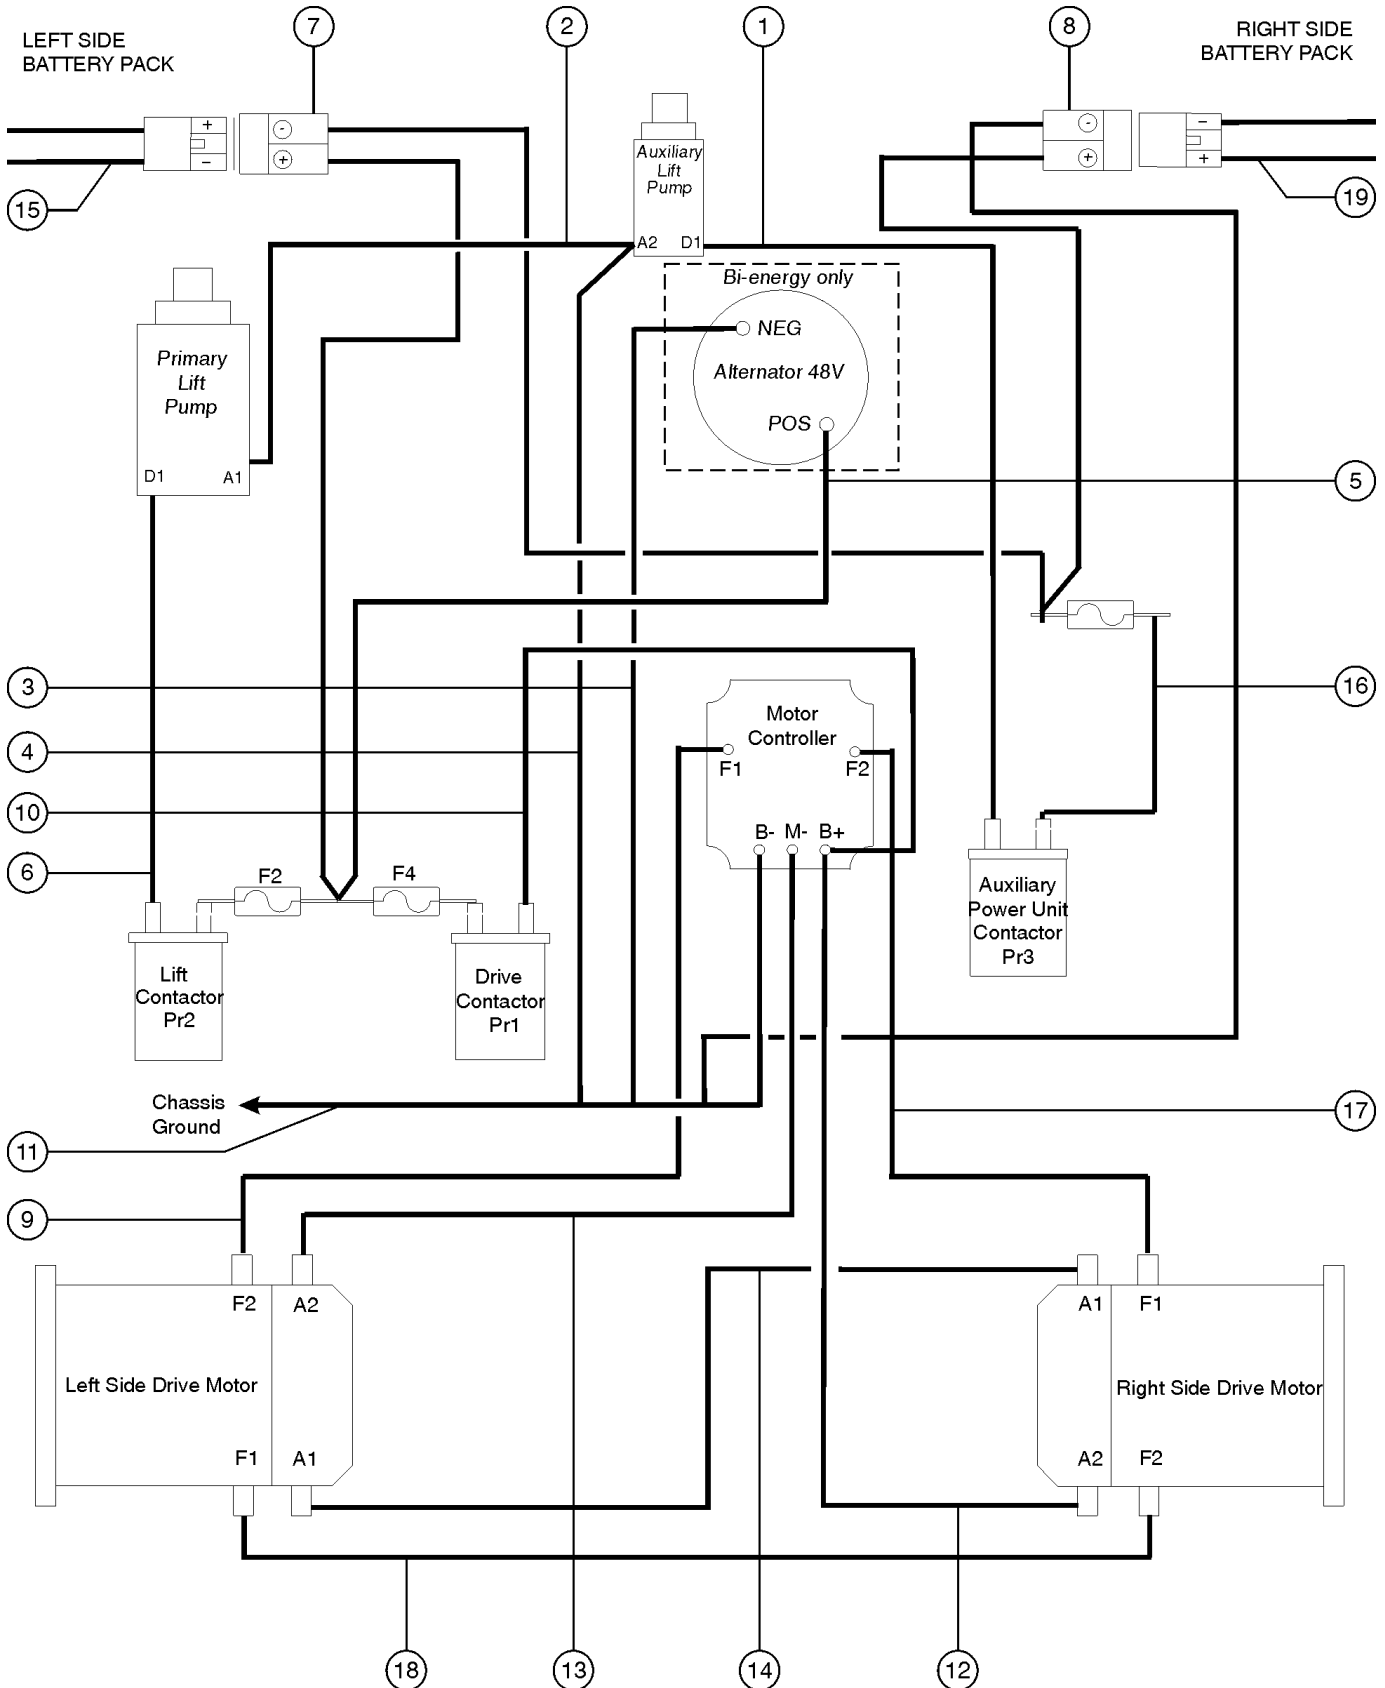 7
2
1
8
LEFT SIDE
BATTERY PACK
RIGHT SIDE
BATTERY PACK
+
−
-
+
Auxiliary
Lift
Pump
A2 D1
-
+
−
+
15
19
Bi-energy only
NEG
Alternator 48V
POS
Primary
Lift
Pump
D1 A1
5
3
4
10
6
16
Motor
Controller
F1 F2
B- M- B+
F2 F4
Lift
Contactor
Pr2
Drive
Contactor
Pr1
Auxiliary
Power Unit
Contactor
Pr3
Chassis
Ground
11
17
9
F2 A2
Left Side Drive Motor
F1 A1
A1 F1
Right Side Drive Motor
A2 F2
18
13
14
12